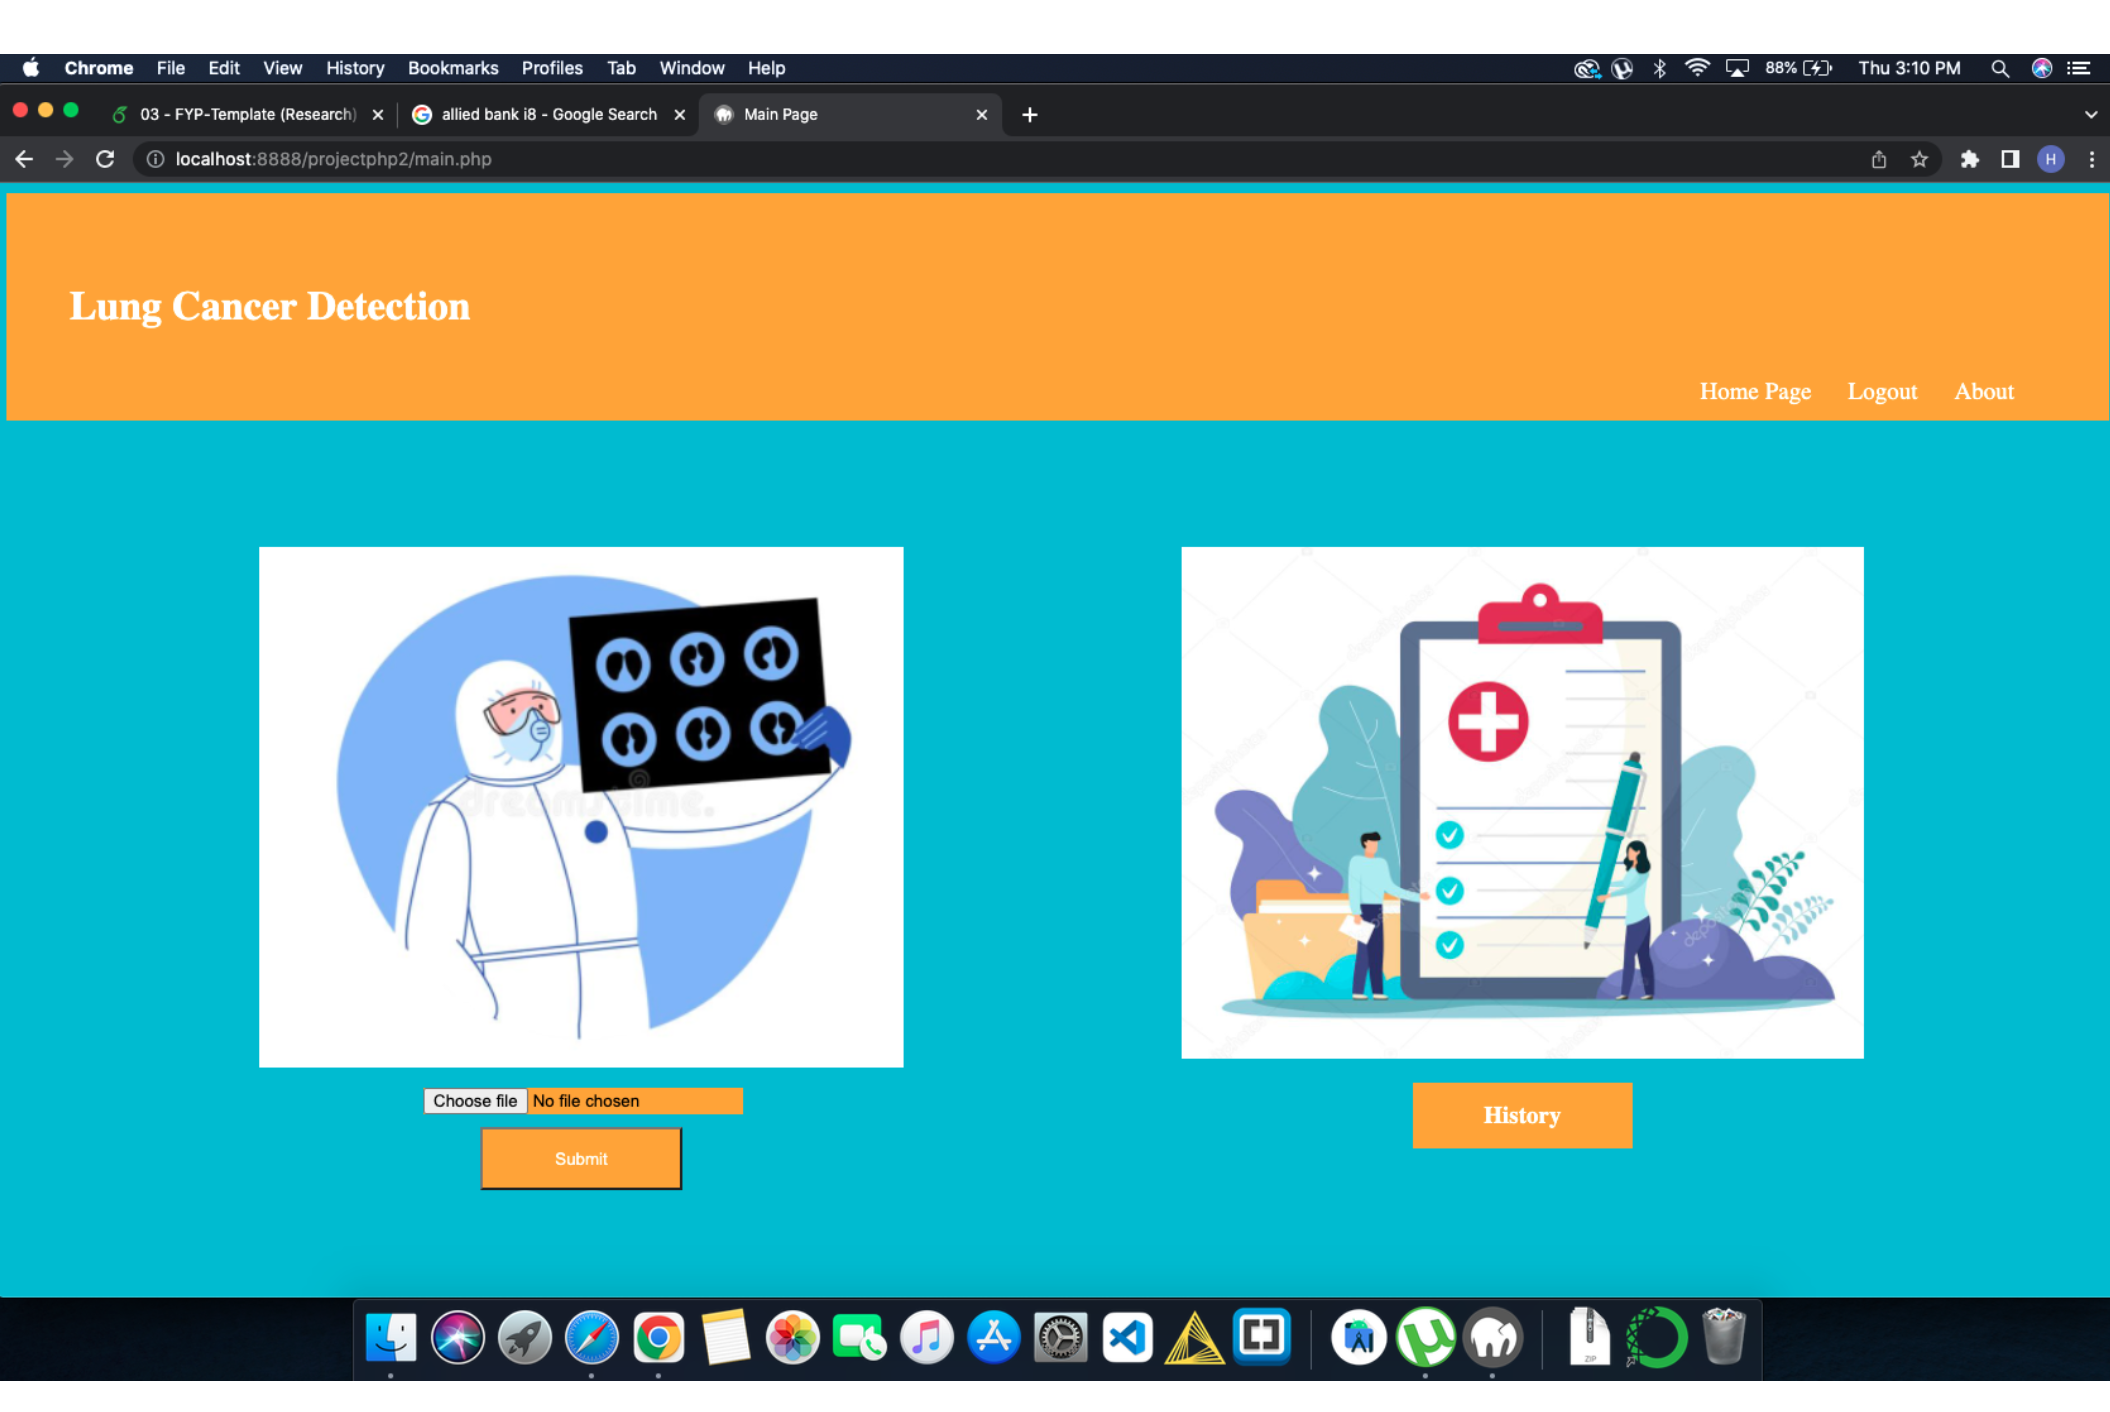 Chrome File Edit View History Bookmarks Profiles Tab Window Help 88% Thu 3:10 PM
03 - FYP-Template (Research) allied bank i8 - Google Search Main Page
localhost:8888/projectphp2/main.php H
Lung Cancer Detection
Home Page Logout About
dreamstime.
depositphotos
Choose file No file chosen
History
Submit
ZIP